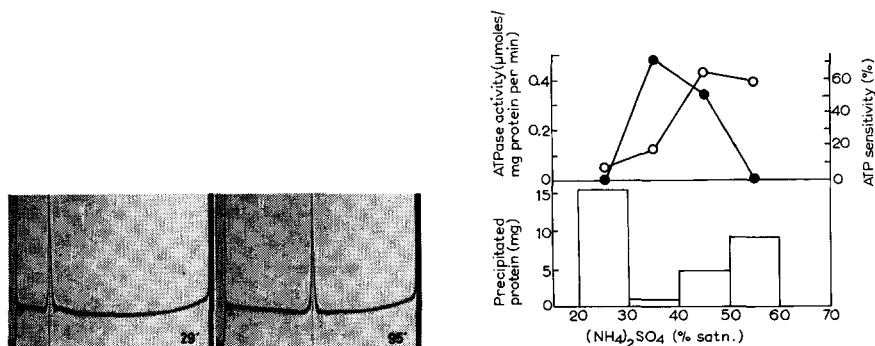 29'
95'
ATPase activity (μmoles/
mg protein per min)
0.4
0.2
0
60
40
20
0
ATP sensitivity (%)
Precipitated
protein (mg)
15
10
5
0
20 30 40 50 60 70
(NH4)2SO4 (% satn.)